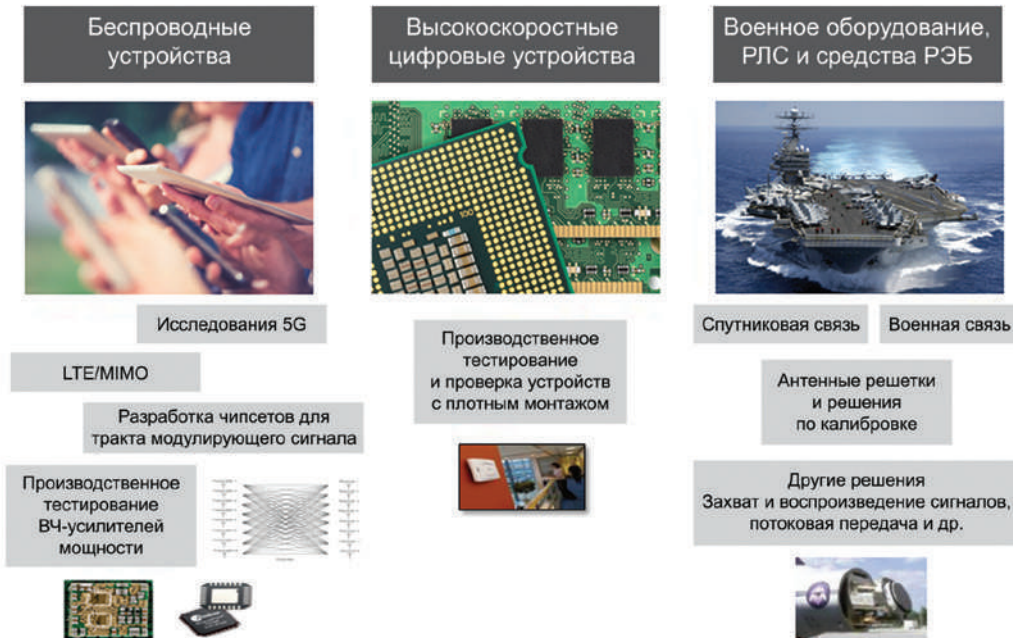 Беспроводные
устройства
Высокоскоростные
цифровые устройства
Военное оборудование,
РЛС и средства РЭБ
100
Исследования 5G
LTE/MIMO
Разработка чипсетов для
тракта модулирующего сигнала
Производственное
тестирование
ВЧ-усилителей
мощности
Производственное
тестирование
и проверка устройств
с плотным монтажом
Спутниковая связь
Военная связь
Антенные решетки
и решения
по калибровке
Другие решения
Захват и воспроизведение сигналов,
потоковая передача и др.